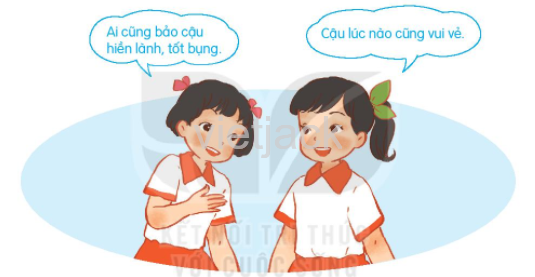 Ai cũng bảo cậu
hiền lành, tốt bụng.
Cậu lúc nào cũng vui vẻ.
vietjack
KẾT NỐI TRI THỨC
VỚI CUỘC SỐNG